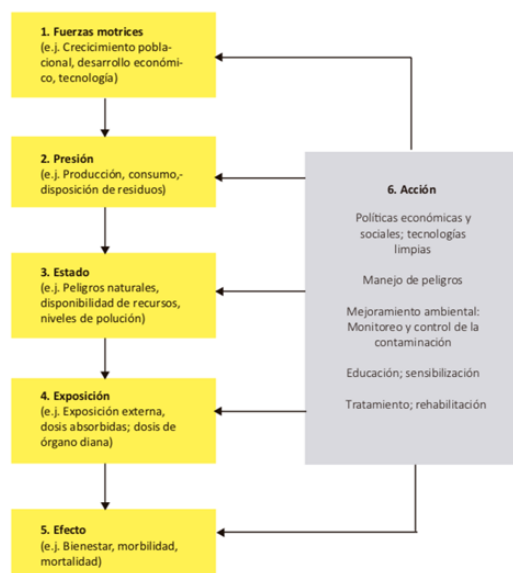 1. Fuerzas motrices
(e.j. Crecicimiento pobla-
cional, desarrollo económi-
co, tecnología)
2. Presión
(e.j. Producción, consumo,-
disposición de residuos)
3. Estado
(e.j. Peligros naturales,
disponibilidad de recursos,
niveles de polución)
4. Exposición
(e.j. Exposición externa,
dosis absorbidas; dosis de
órgano diana)
5. Efecto
(e.j. Bienestar, morbilidad,
mortalidad)
6. Acción
Políticas económicas y
sociales; tecnologías
limpias
Manejo de peligros
Mejoramiento ambiental:
Monitoreo y control de la
contaminación
Educación; sensibilización
Tratamiento; rehabilitación